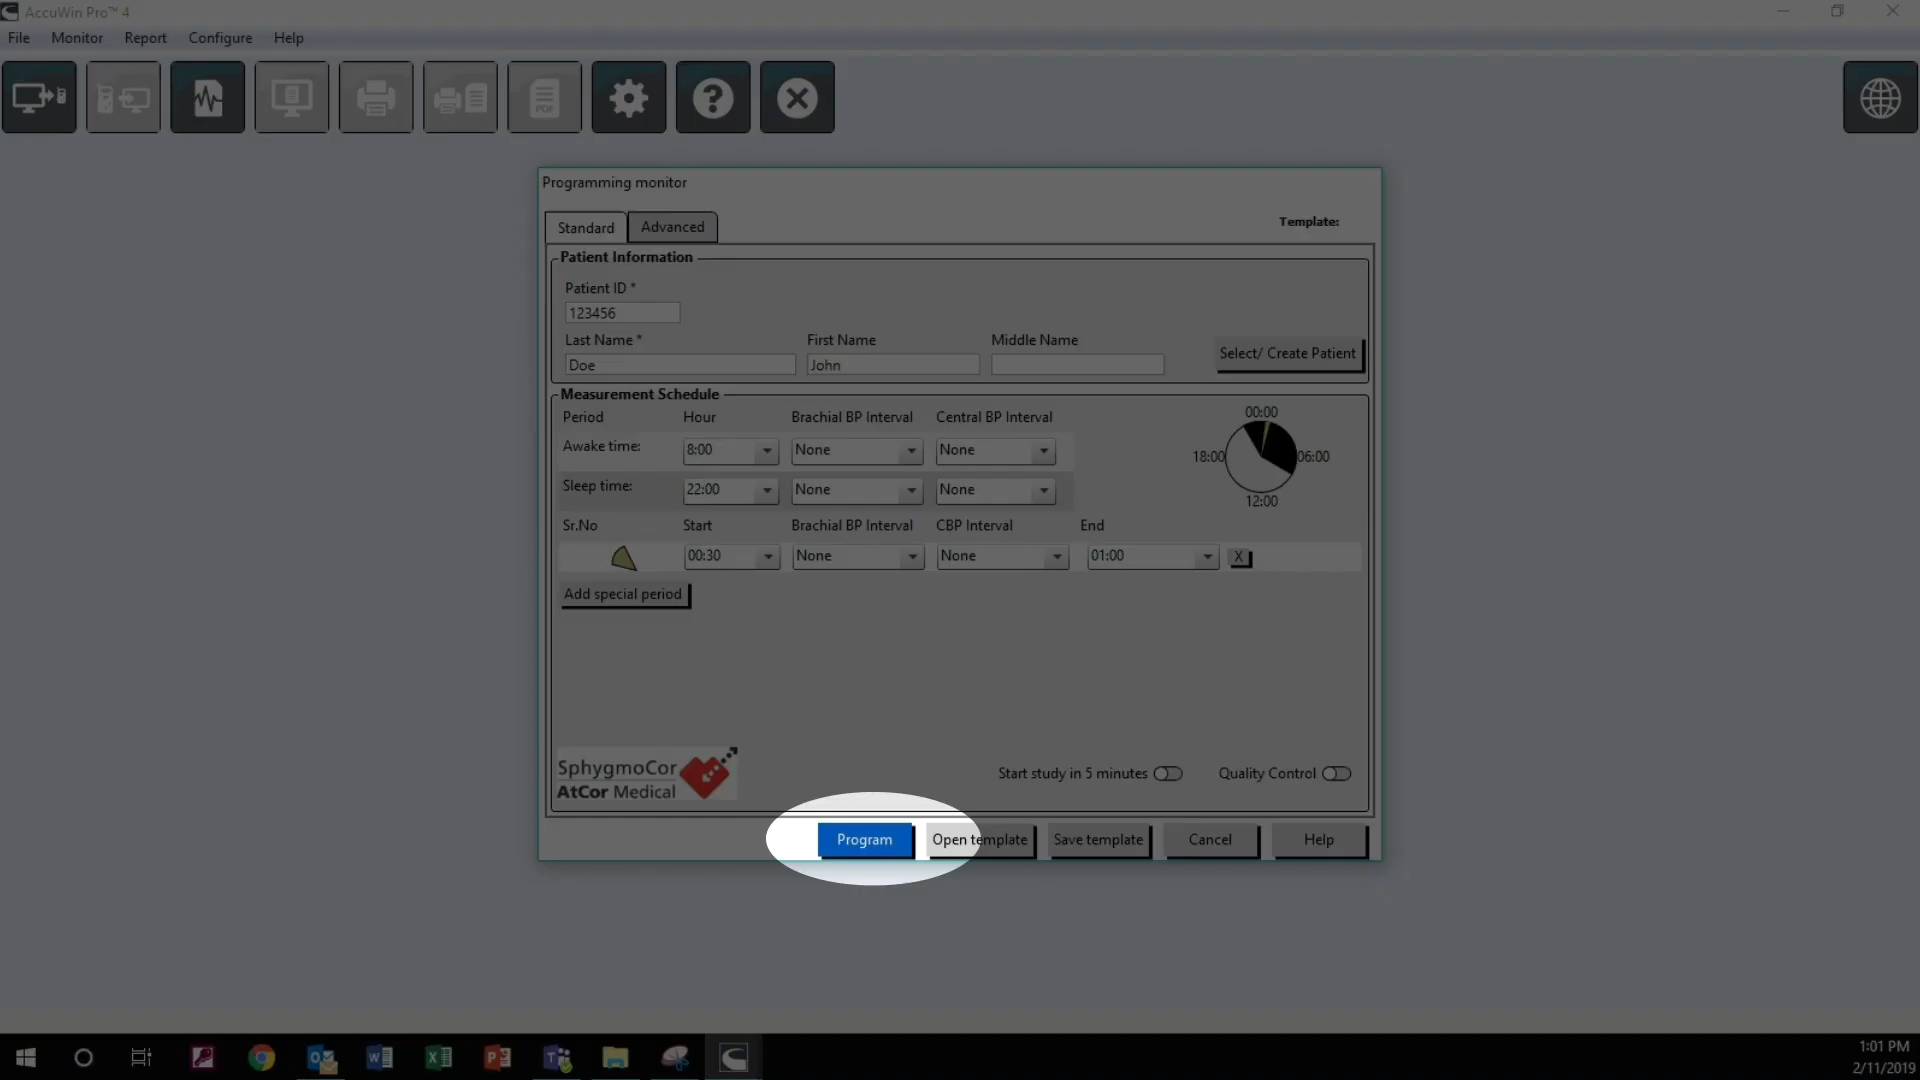 AccuWin Pro™ 4
File Monitor Report Configure Help
PDF
Programming monitor
Standard Advanced Template:
Patient Information
Patient ID *
123456
Last Name * First Name Middle Name
Doe John Select/ Create Patient
Measurement Schedule
Period Hour Brachial BP Interval Central BP Interval 00:00
Awake time: 8:00 None None 18:00 06:00
Sleep time: 22:00 None None 12:00
Sr.No Start Brachial BP Interval CBP Interval End
00:30 None None 01:00 X
Add special period
SphygmoCor
AtCor Medical
Start study in 5 minutes Quality Control
Program Open template Save template Cancel Help
1:01 PM
2/11/2019